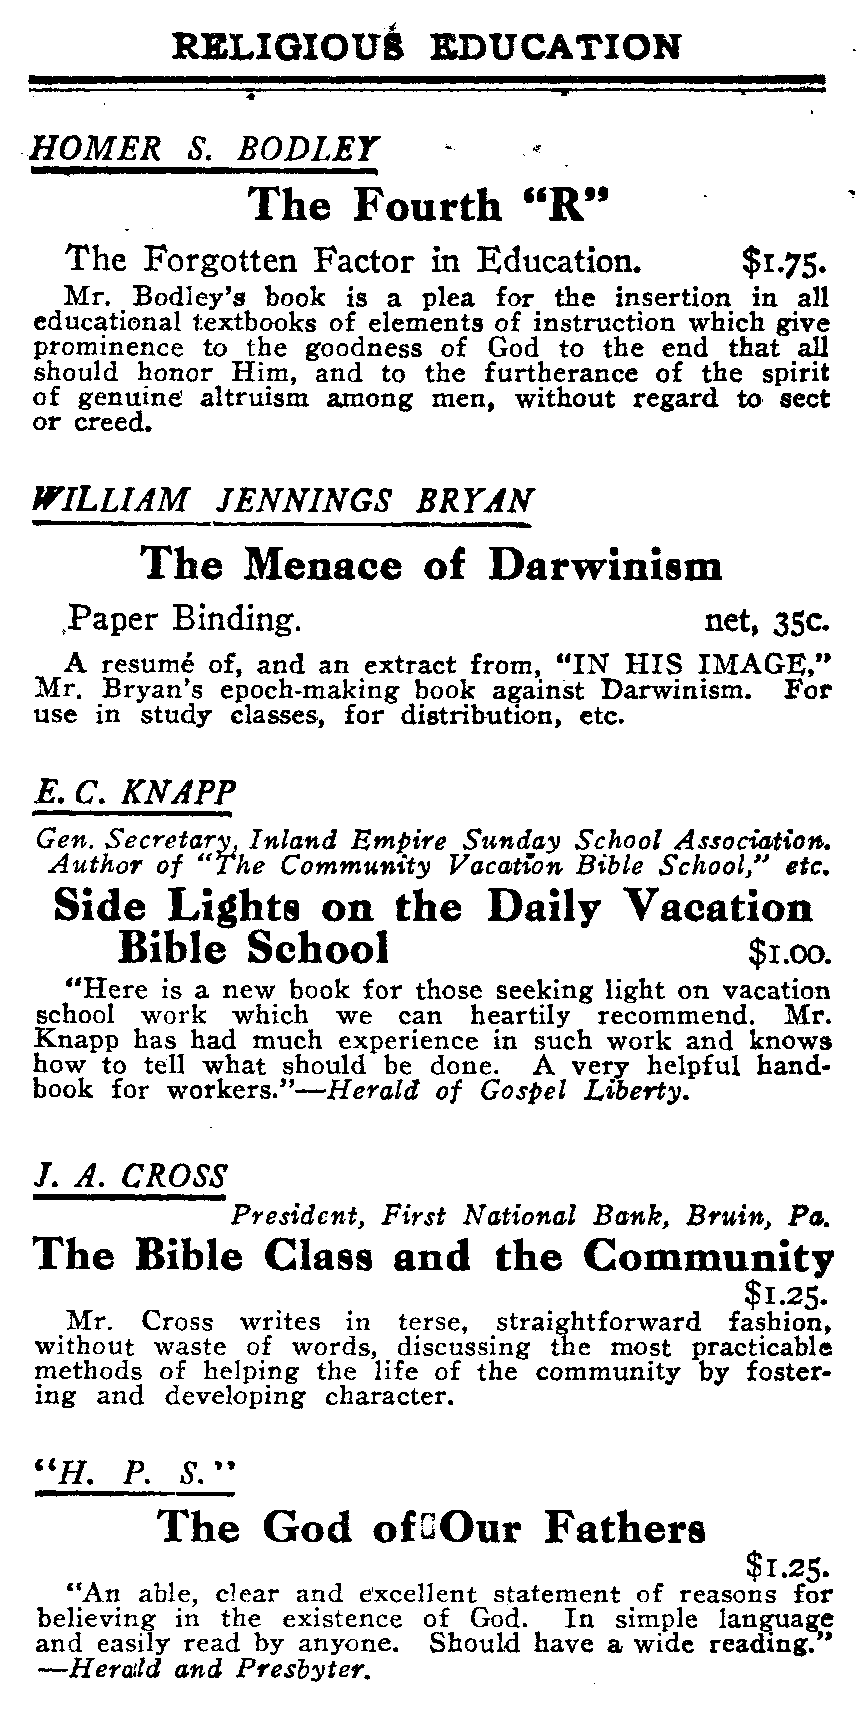 RELIGIOUS EDUCATION
HOMER S. BODLEY
The Fourth “R”
The Forgotten Factor in Education. $1.75.
Mr. Bodley’s book is a plea for the insertion in all
educational textbooks of elements of instruction which give
prominence to the goodness of God to the end that all
should honor Him, and to the furtherance of the spirit
of genuine altruism among men, without regard to sect
or creed.
WILLIAM JENNINGS BRYAN
The Menace of Darwinism
Paper Binding. net, 35c.
A resumé of, and an extract from, “IN HIS IMAGE,”
Mr. Bryan’s epoch-making book against Darwinism. For
use in study classes, for distribution, etc.
E. C. KNAPP
Gen. Secretary, Inland Empire Sunday School Association.
Author of “The Community Vacation Bible School,” etc.
Side Lights on the Daily Vacation
Bible School $1.00.
“Here is a new book for those seeking light on vacation
school work which we can heartily recommend. Mr.
Knapp has had much experience in such work and knows
how to tell what should be done. A very helpful hand-
book for workers.”—Herald of Gospel Liberty.
J. A. CROSS
President, First National Bank, Bruin, Pa.
The Bible Class and the Community
$1.25.
Mr. Cross writes in terse, straightforward fashion,
without waste of words, discussing the most practicable
methods of helping the life of the community by foster-
ing and developing character.
“H. P. S.”
The God of Our Fathers
$1.25.
“An able, clear and excellent statement of reasons for
believing in the existence of God. In simple language
and easily read by anyone. Should have a wide reading.”
—Herald and Presbyter.